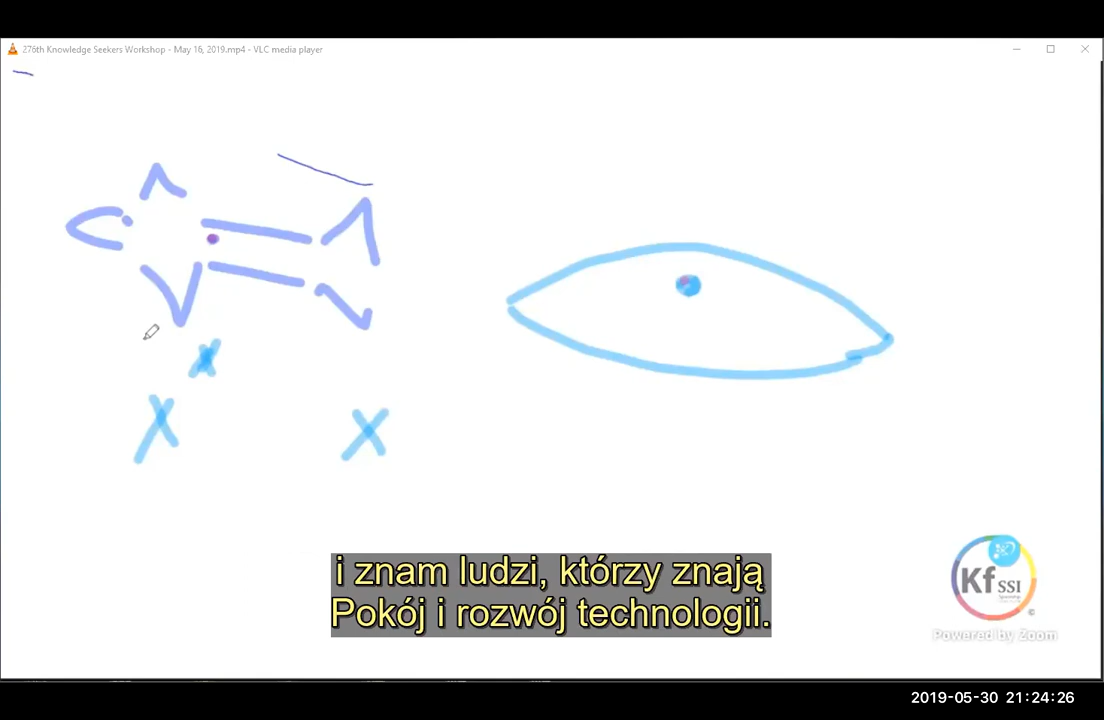 276th Knowledge Seekers Workshop - May 16, 2019.mp4 - VLC media player
X
X
X
i znam ludzi, którzy znają
Pokój i rozwój technologii.
Kf SSI
©
Powered by Zoom
2019-05-30 21:24:26